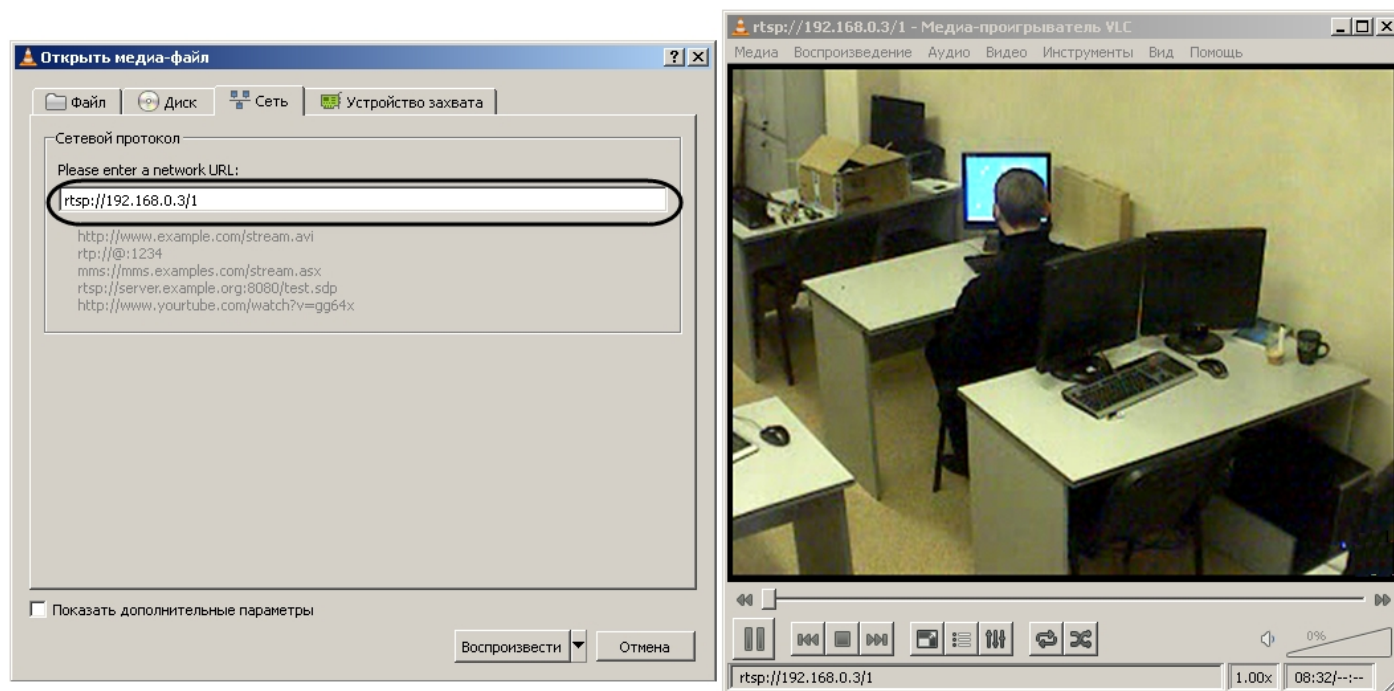 Открыть медиа-файл
Файл
Диск
Сеть
Устройство захвата
Сетевой протокол
Please enter a network URL:
rtsp://192.168.0.3/1
http://www.example.com/stream.avi
rtp://@:1234
mms://mms.examples.com/stream.asx
rtsp://server.example.org:8080/test.sdp
http://www.yourtube.com/watch?v=gg64x
Показать дополнительные параметры
Воспроизвести
Отмена
rtsp://192.168.0.3/1 - Медиа-проигрыватель VLC
Медиа Воспроизведение Аудио Видео Инструменты Вид Помощь
0%
rtsp://192.168.0.3/1
1.00x
08:32/--:--